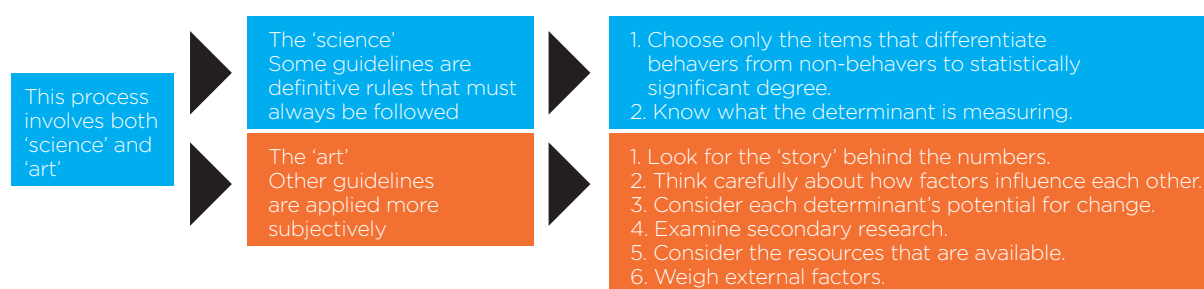 This process
involves both
‘science’ and
‘art’
The ‘science’
Some guidelines are
definitive rules that must
always be followed
1. Choose only the items that differentiate
behavers from non-behavers to statistically
significant degree.
2. Know what the determinant is measuring.
The ‘art’
Other guidelines
are applied more
subjectively
1. Look for the ‘story’ behind the numbers.
2. Think carefully about how factors influence each other.
3. Consider each determinant’s potential for change.
4. Examine secondary research.
5. Consider the resources that are available.
6. Weigh external factors.